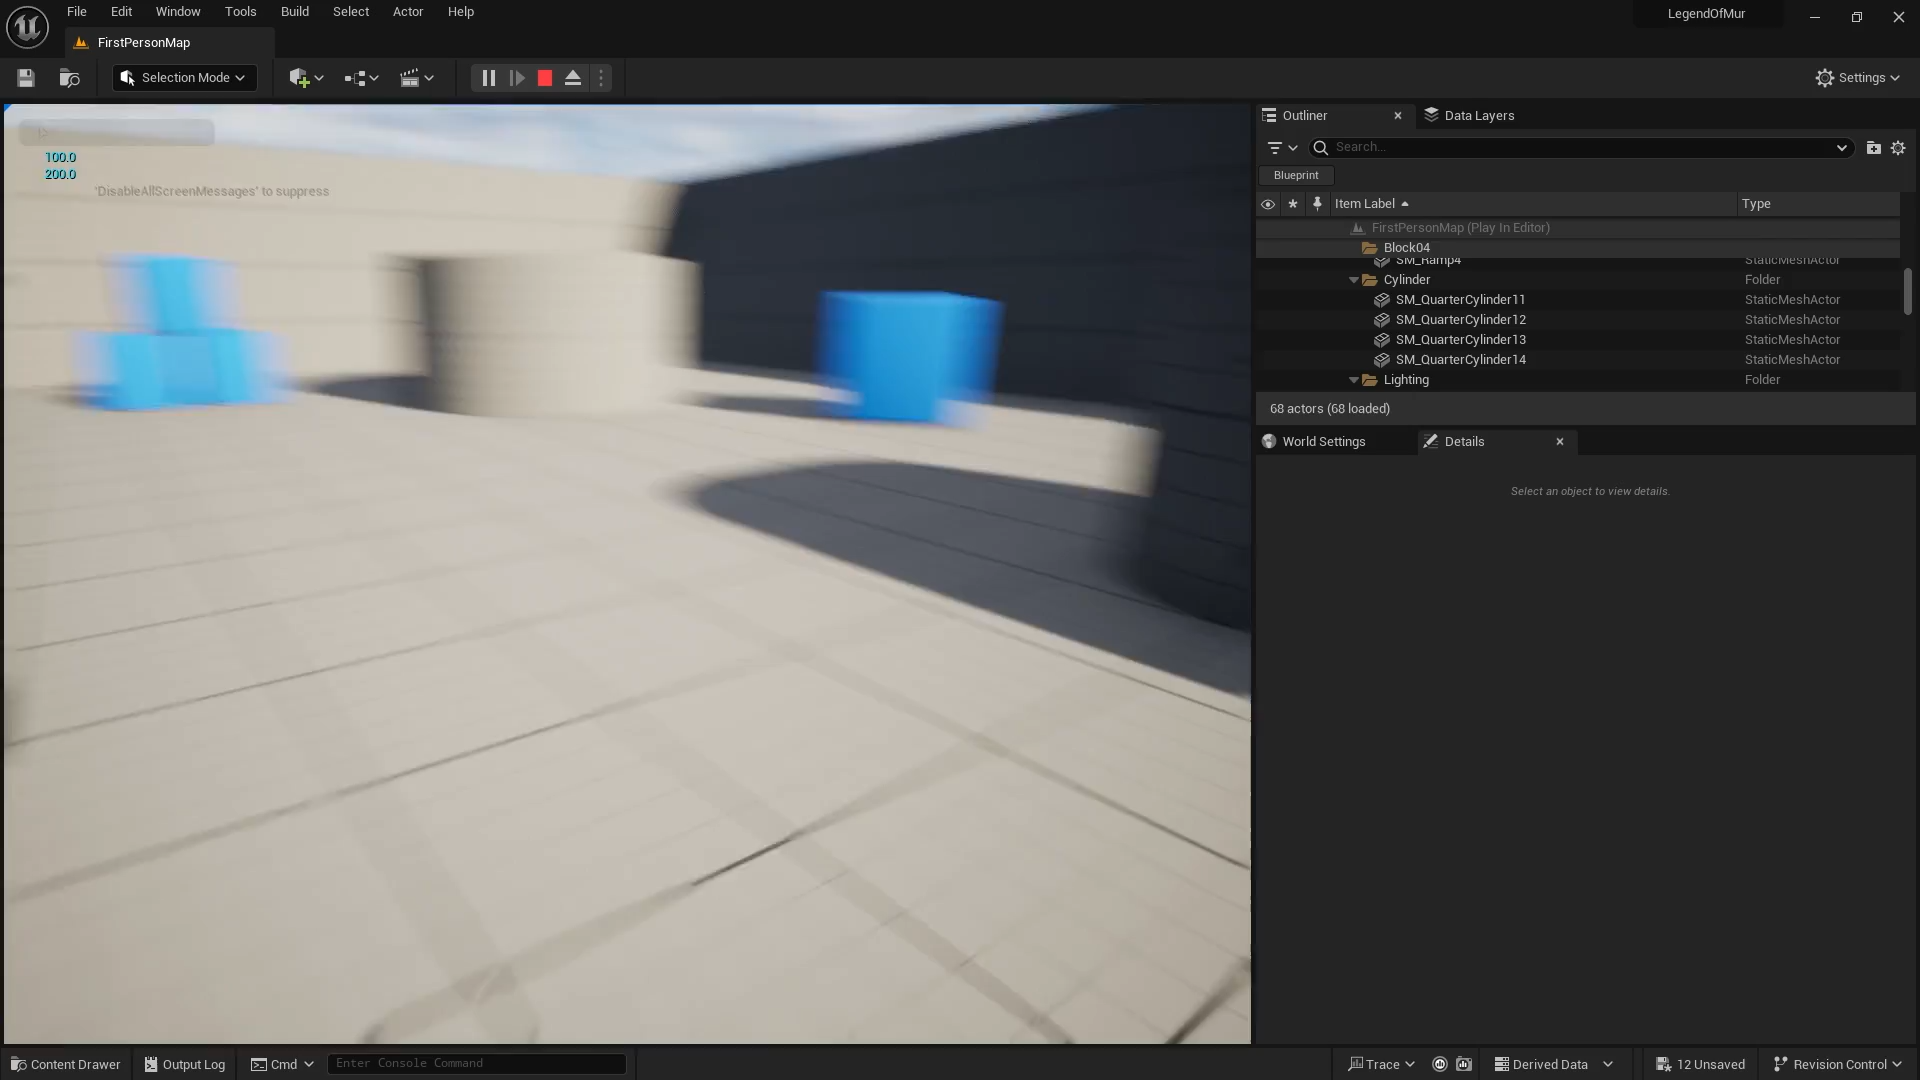 File Edit Window Tools Build Select Actor Help
LegendOfMur
FirstPersonMap
Selection Mode
Settings
100.0
200.0
'DisableAllScreenMessages' to suppress
Outliner
Data Layers
Search...
Blueprint
Item Label
Type
FirstPersonMap (Play In Editor)
Block04
SM_Ramp4 StaticMeshActor
Cylinder Folder
SM_QuarterCylinder11 StaticMeshActor
SM_QuarterCylinder12 StaticMeshActor
SM_QuarterCylinder13 StaticMeshActor
SM_QuarterCylinder14 StaticMeshActor
Lighting Folder
68 actors (68 loaded)
World Settings
Details
Select an object to view details.
Content Drawer
Output Log
Cmd
Enter Console Command
Trace
Derived Data
12 Unsaved
Revision Control